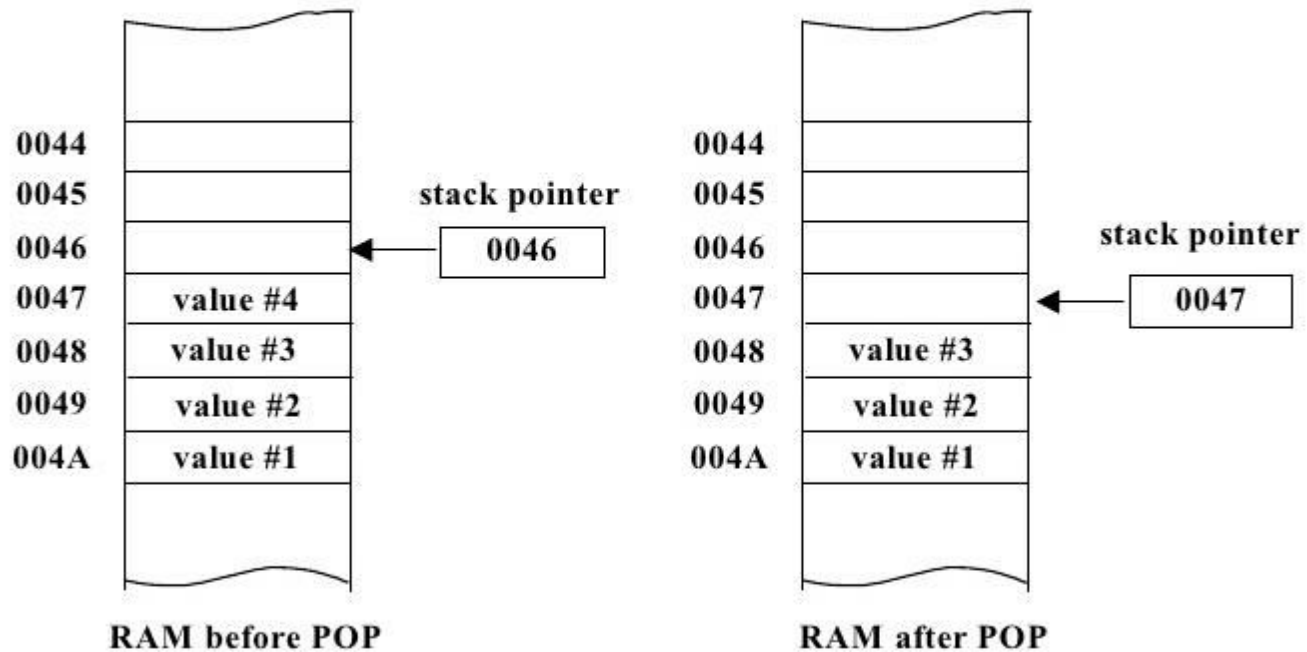 0044
0045
0046
0047
0048
0049
004A
value #4
value #3
value #2
value #1
stack pointer
0046
RAM before POP
0044
0045
0046
0047
0048
0049
004A
value #3
value #2
value #1
stack pointer
0047
RAM after POP